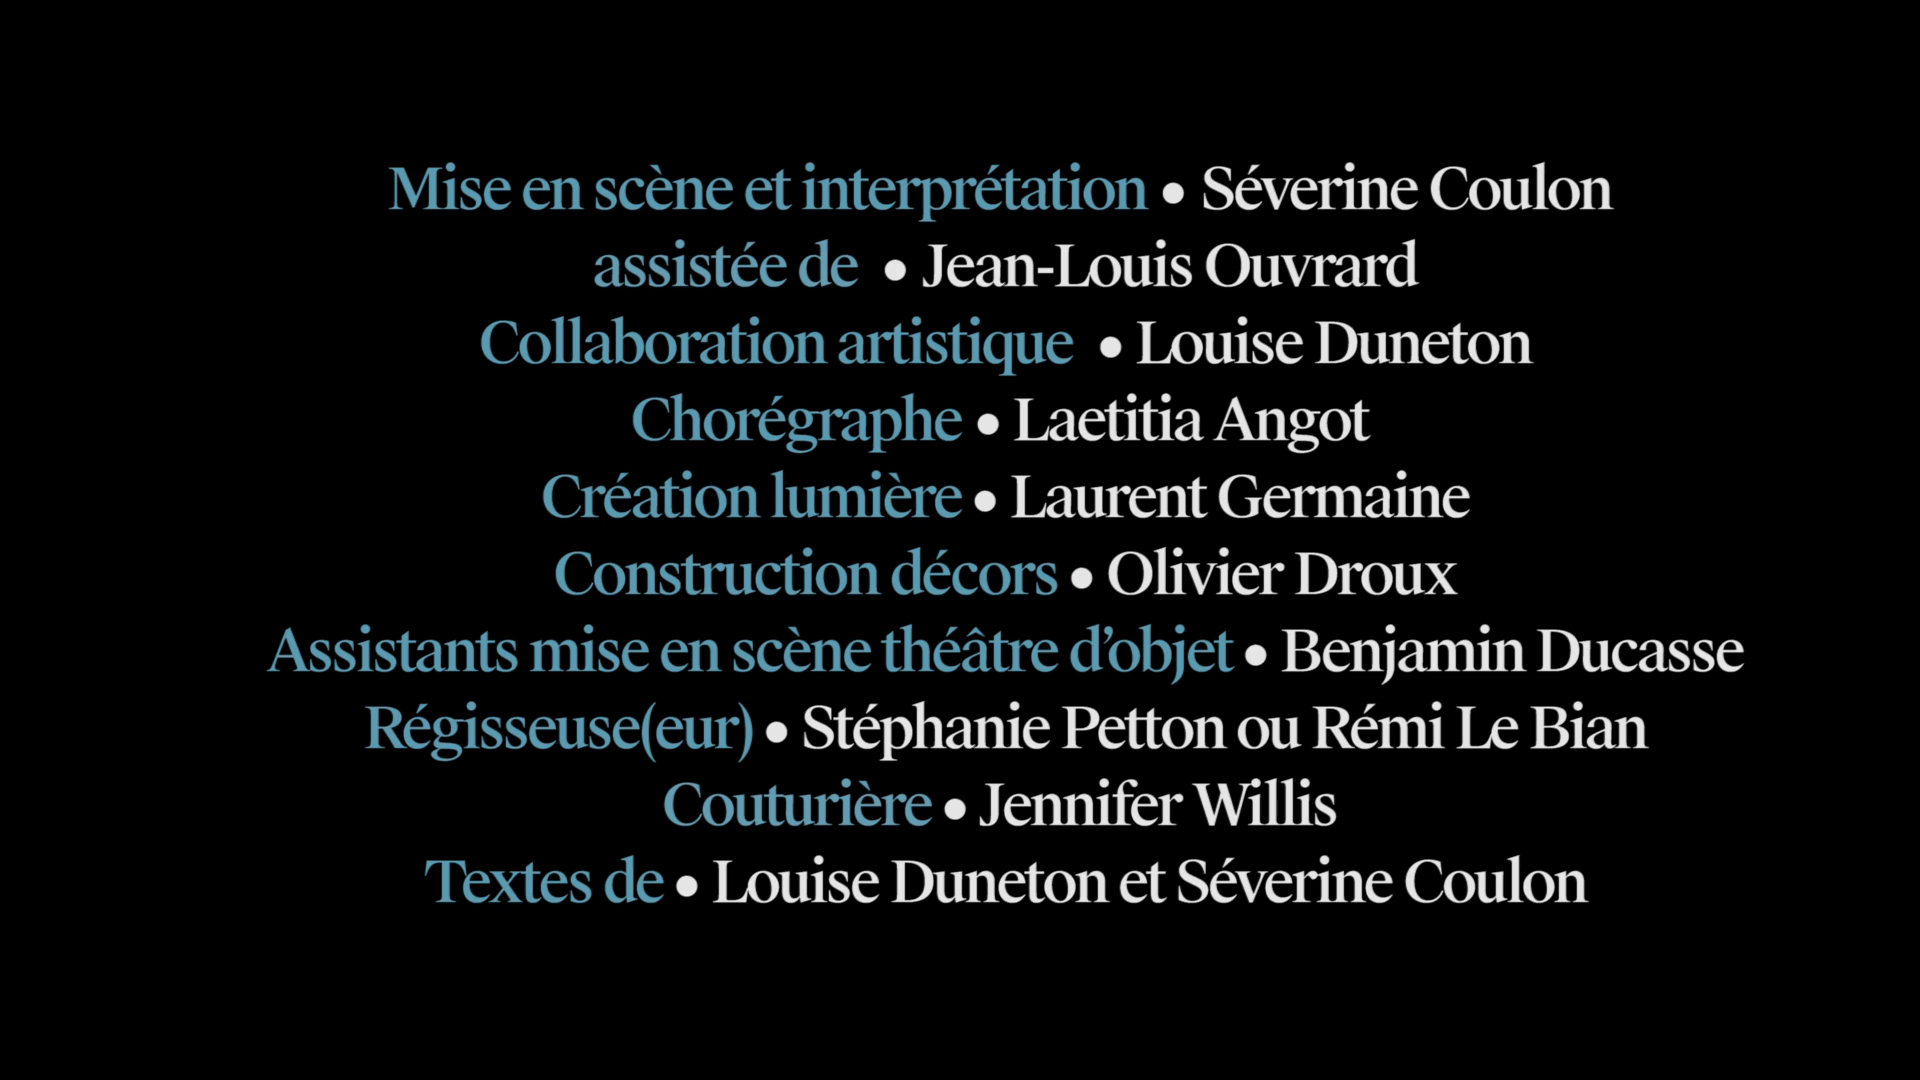 Mise en scène et interprétation • Séverine Coulon
assistée de • Jean-Louis Ouvrard
Collaboration artistique • Louise Duneton
Chorégraphe • Laetitia Angot
Création lumière • Laurent Germaine
Construction décors • Olivier Droux
Assistants mise en scène théâtre d’objet • Benjamin Ducasse
Régisseuse(eur) • Stéphanie Petton ou Rémi Le Bian
Couturière • Jennifer Willis
Textes de • Louise Duneton et Séverine Coulon